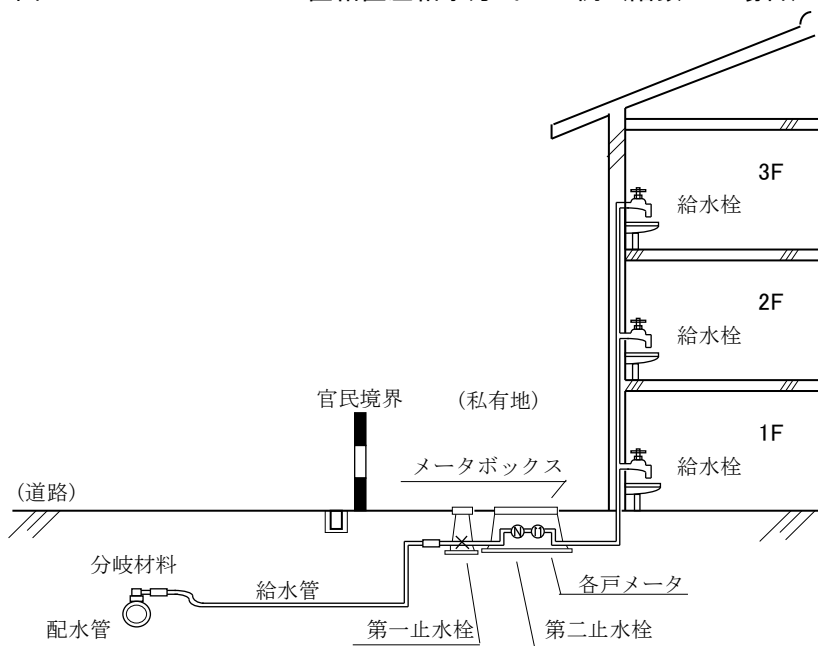 3F
給水栓
2F
給水栓
官民境界
(私有地)
1F
メータボックス
給水栓
(道路)
分岐材料
給水管
各戸メータ
配水管
第一止水栓
第二止水栓